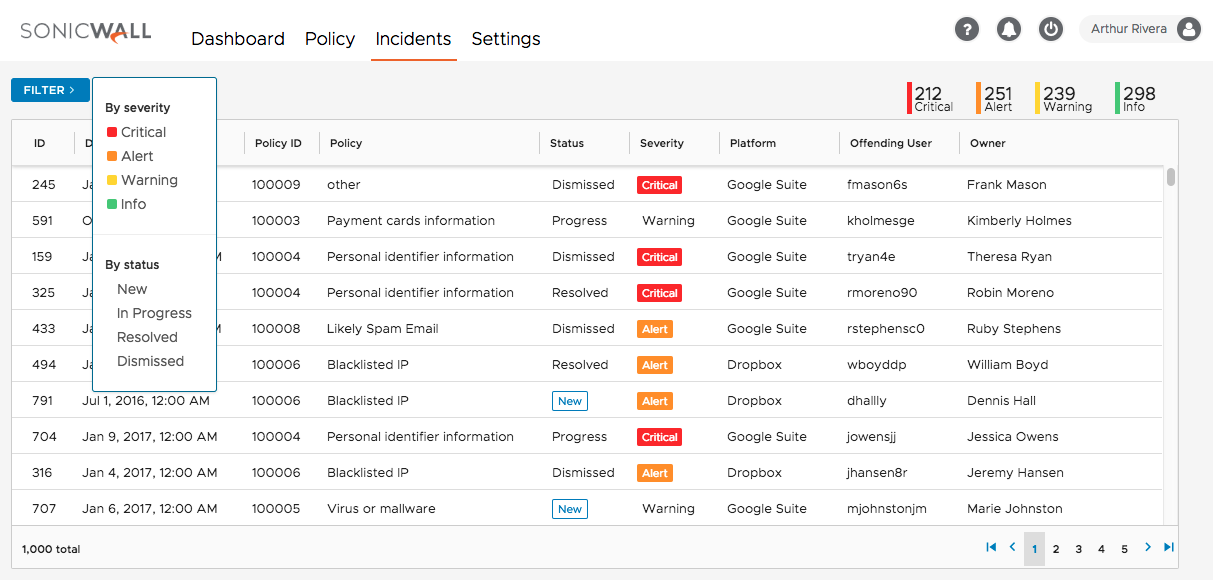 SONICWALL
Dashboard Policy Incidents Settings
? Arthur Rivera
FILTER >
212 Critical
251 Alert
239 Warning
298 Info
By severity
Critical
Alert
Warning
Info
By status
New
In Progress
Resolved
Dismissed
ID D Policy ID Policy Status Severity Platform Offending User Owner
245 Ja 100009 other Dismissed Critical Google Suite fmason6s Frank Mason
591 O 100003 Payment cards information Progress Warning Google Suite kholmesge Kimberly Holmes
159 Ja M 100004 Personal identifier information Dismissed Critical Google Suite tryan4e Theresa Ryan
325 Ja 100004 Personal identifier information Resolved Critical Google Suite rmoreno90 Robin Moreno
433 Ja M 100008 Likely Spam Email Dismissed Alert Google Suite rstephensc0 Ruby Stephens
494 Ja 100006 Blacklisted IP Resolved Alert Dropbox wboyddp William Boyd
791 Jul 1, 2016, 12:00 AM 100006 Blacklisted IP New Alert Dropbox dhallly Dennis Hall
704 Jan 9, 2017, 12:00 AM 100004 Personal identifier information Progress Critical Google Suite jowensjj Jessica Owens
316 Jan 4, 2017, 12:00 AM 100006 Blacklisted IP Dismissed Alert Dropbox jhansen8r Jeremy Hansen
707 Jan 6, 2017, 12:00 AM 100005 Virus or mallware New Warning Google Suite mjohnstonjm Marie Johnston
1,000 total 1 2 3 4 5